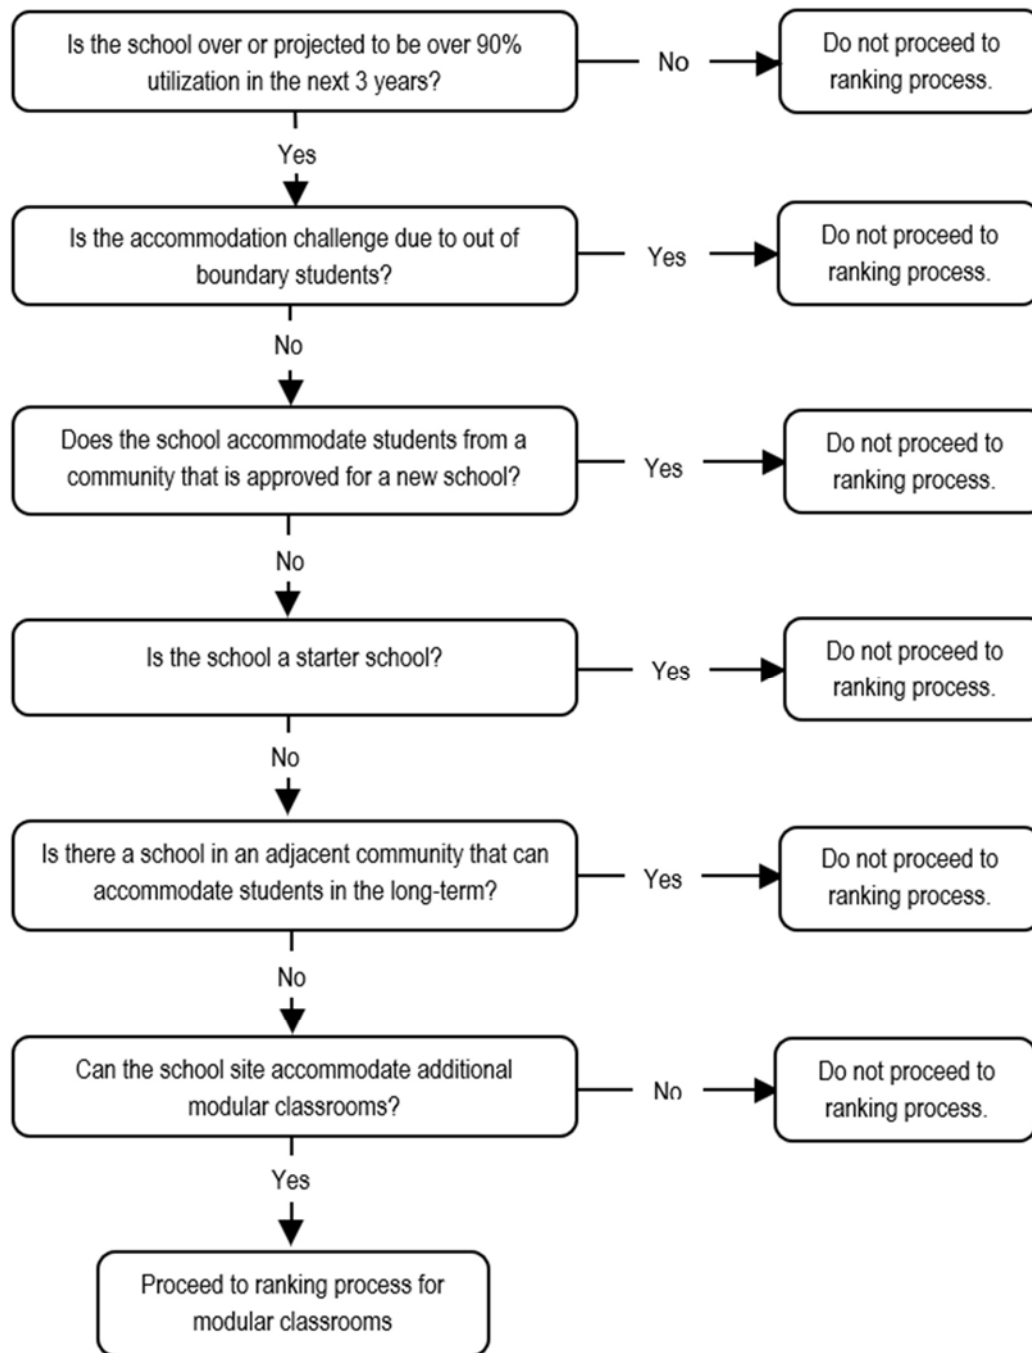 Is the school over or projected to be over 90%
utilization in the next 3 years?
No
Do not proceed to
ranking process.
Yes
Is the accommodation challenge due to out of
boundary students?
Yes
Do not proceed to
ranking process.
No
Does the school accommodate students from a
community that is approved for a new school?
Yes
Do not proceed to
ranking process.
No
Is the school a starter school?
Yes
Do not proceed to
ranking process.
No
Is there a school in an adjacent community that can
accommodate students in the long-term?
Yes
Do not proceed to
ranking process.
No
Can the school site accommodate additional
modular classrooms?
No
Do not proceed to
ranking process.
Yes
Proceed to ranking process for
modular classrooms